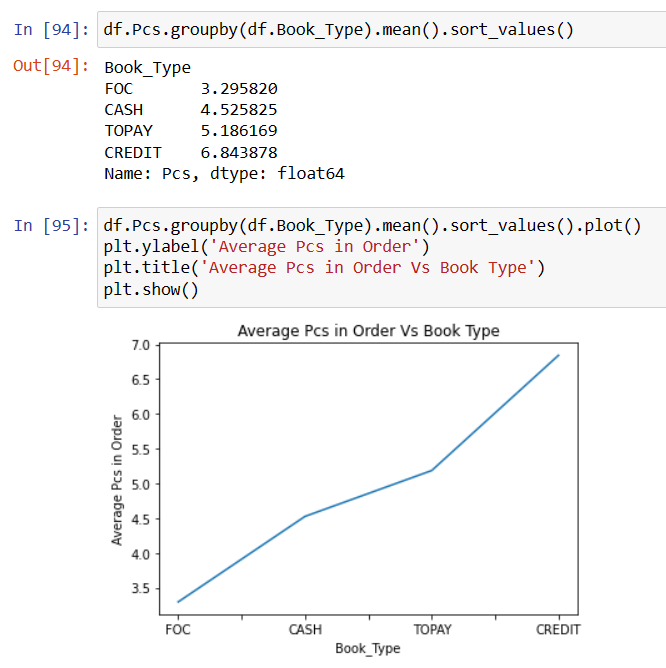 In [94]: df.Pcs.groupby(df.Book_Type).mean().sort_values()
Out[94]: Book_Type
FOC 3.295820
CASH 4.525825
TOPAY 5.186169
CREDIT 6.843878
Name: Pcs, dtype: float64
In [95]: df.Pcs.groupby(df.Book_Type).mean().sort_values().plot()
plt.ylabel('Average Pcs in Order')
plt.title('Average Pcs in Order Vs Book Type')
plt.show()
Average Pcs in Order Vs Book Type
7.0
6.5
6.0
5.5
5.0
4.5
4.0
3.5
Average Pcs in Order
FOC CASH TOPAY CREDIT
Book_Type